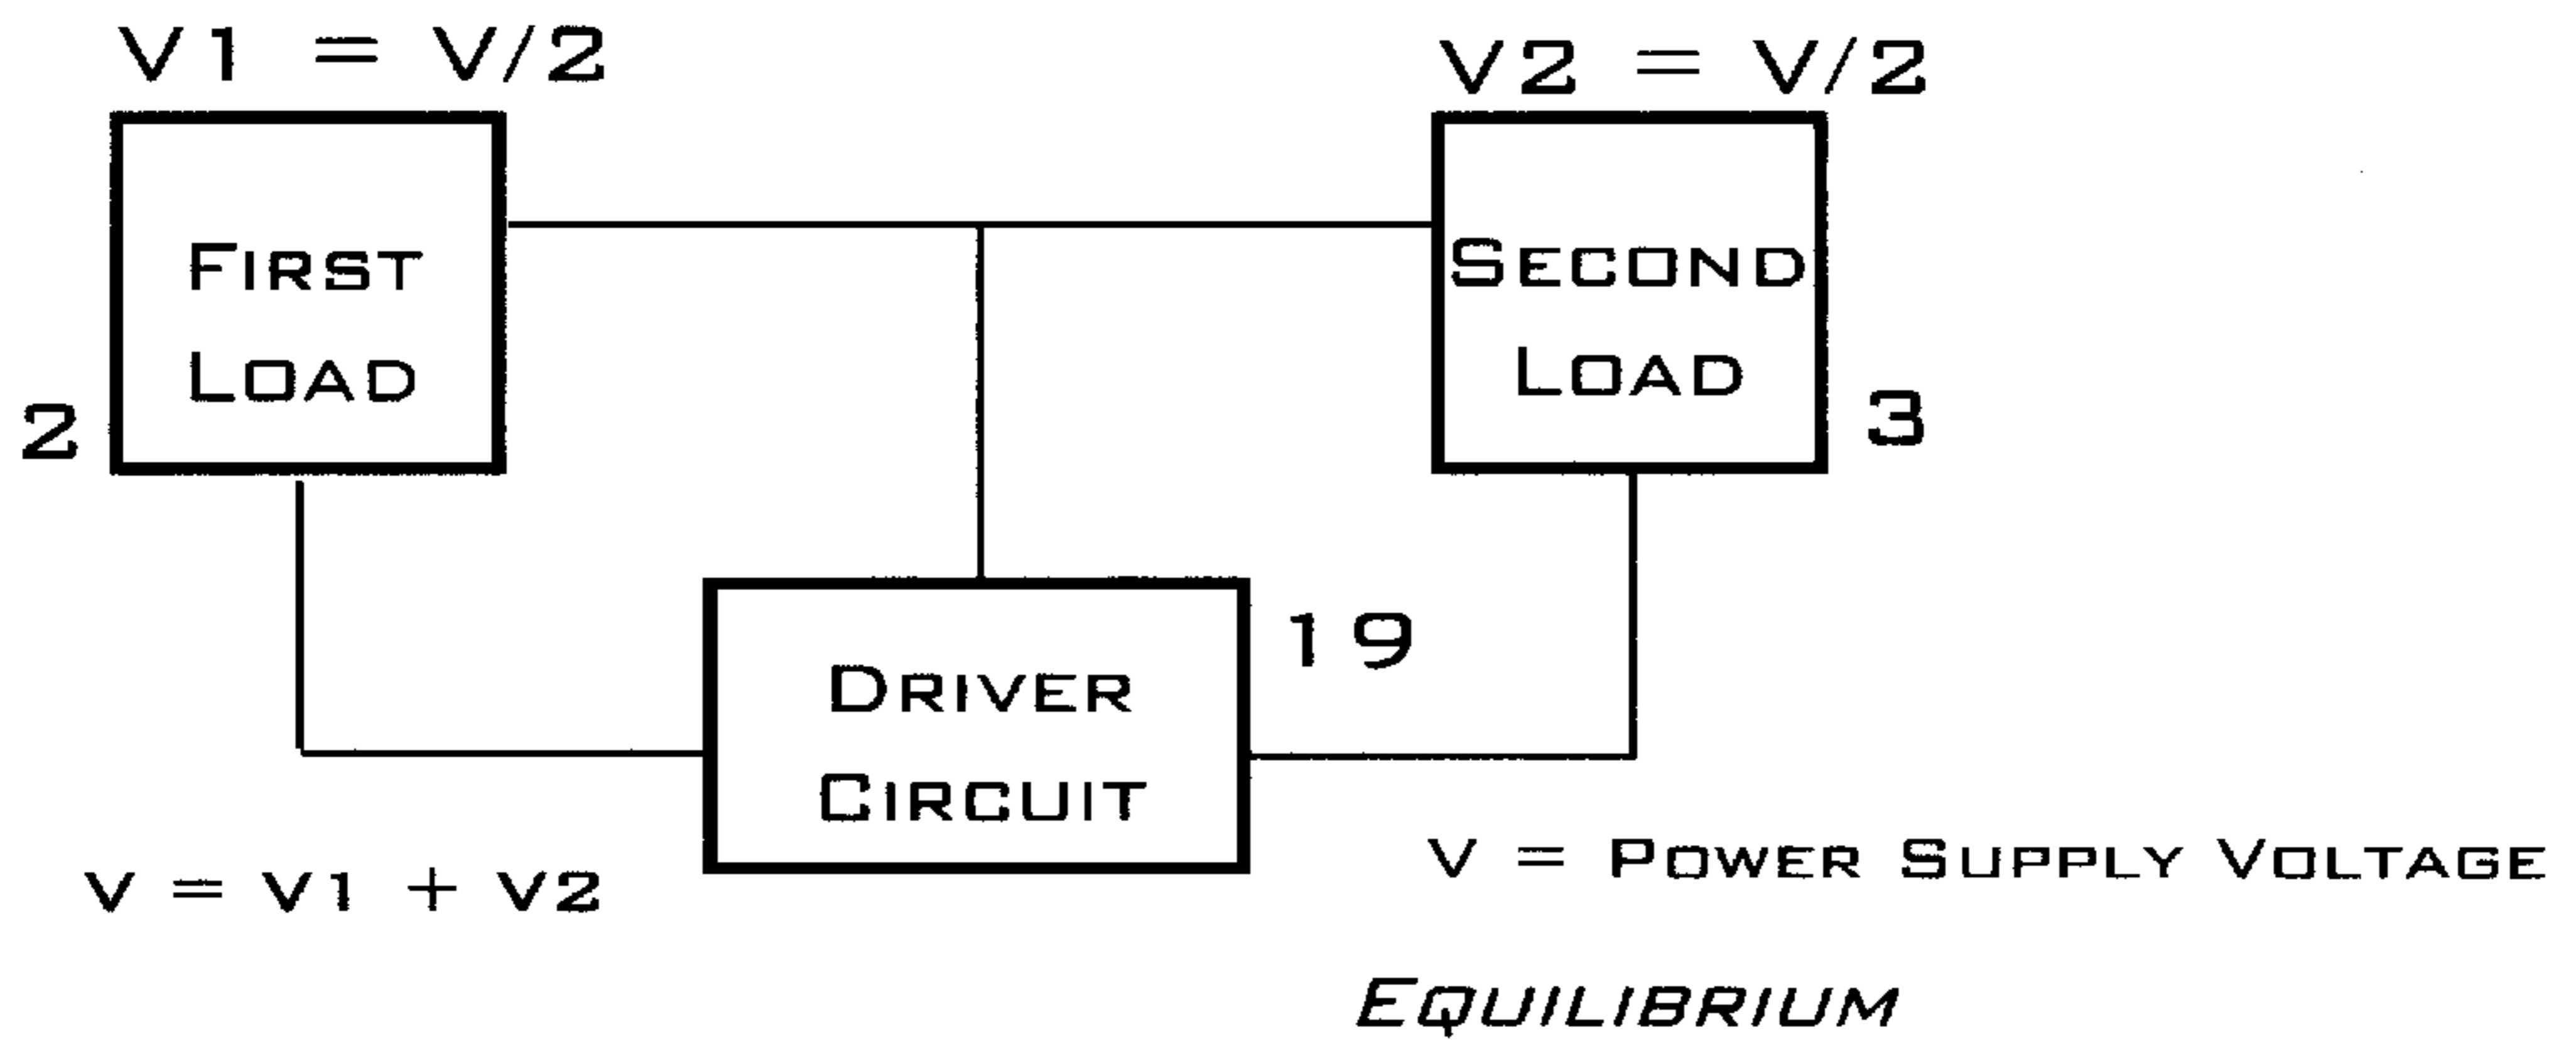 V1 = V/2
V2 = V/2
FIRST
LOAD
2
SECOND
LOAD
3
DRIVER
CIRCUIT
19
V = V1 + V2
V = POWER SUPPLY VOLTAGE
EQUILIBRIUM